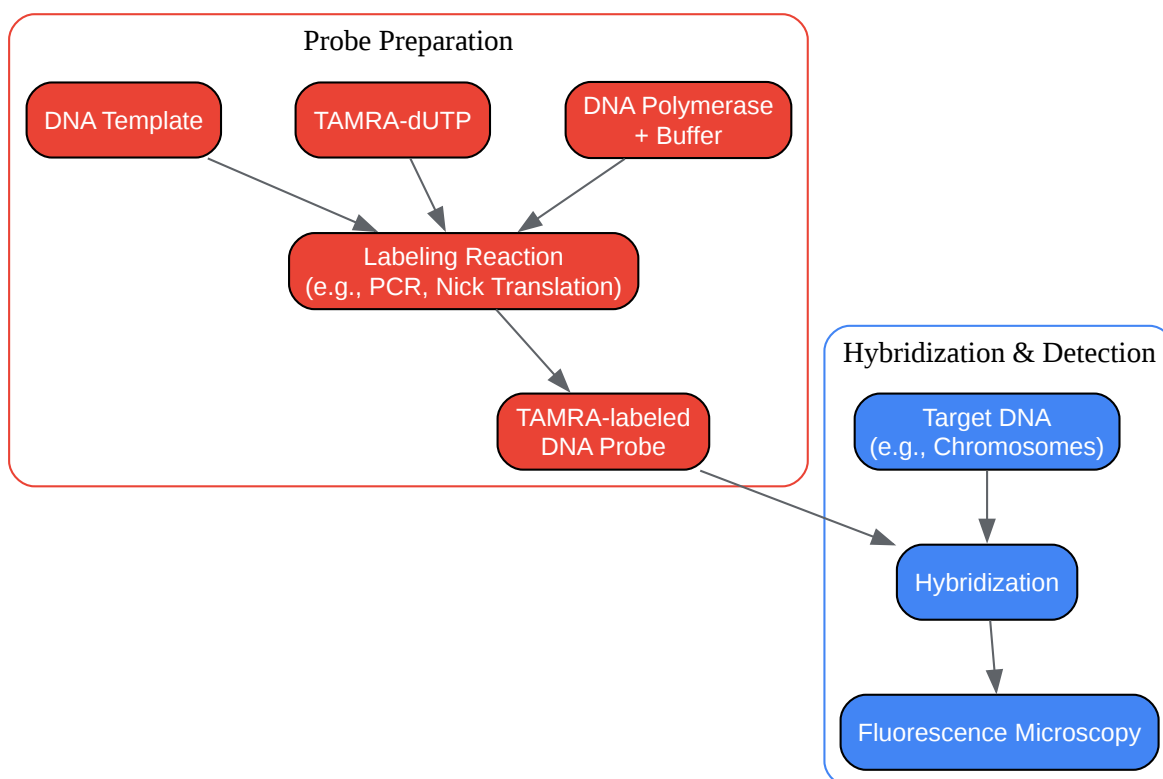 Probe Preparation
DNA Template
TAMRA-dUTP
DNA Polymerase
+ Buffer
Labeling Reaction
(e.g., PCR, Nick Translation)
TAMRA-labeled
DNA Probe
Hybridization & Detection
Target DNA
(e.g., Chromosomes)
Hybridization
Fluorescence Microscopy